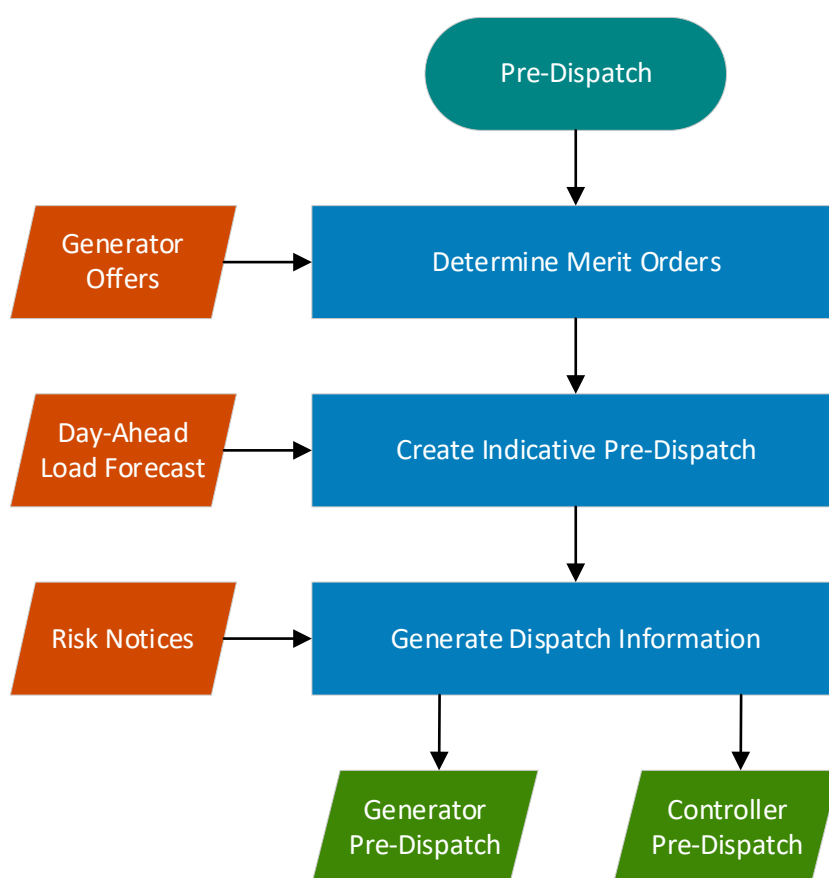 Pre-Dispatch
Generator
Offers
Determine Merit Orders
Day-Ahead
Load Forecast
Create Indicative Pre-Dispatch
Risk Notices
Generate Dispatch Information
Generator
Pre-Dispatch
Controller
Pre-Dispatch